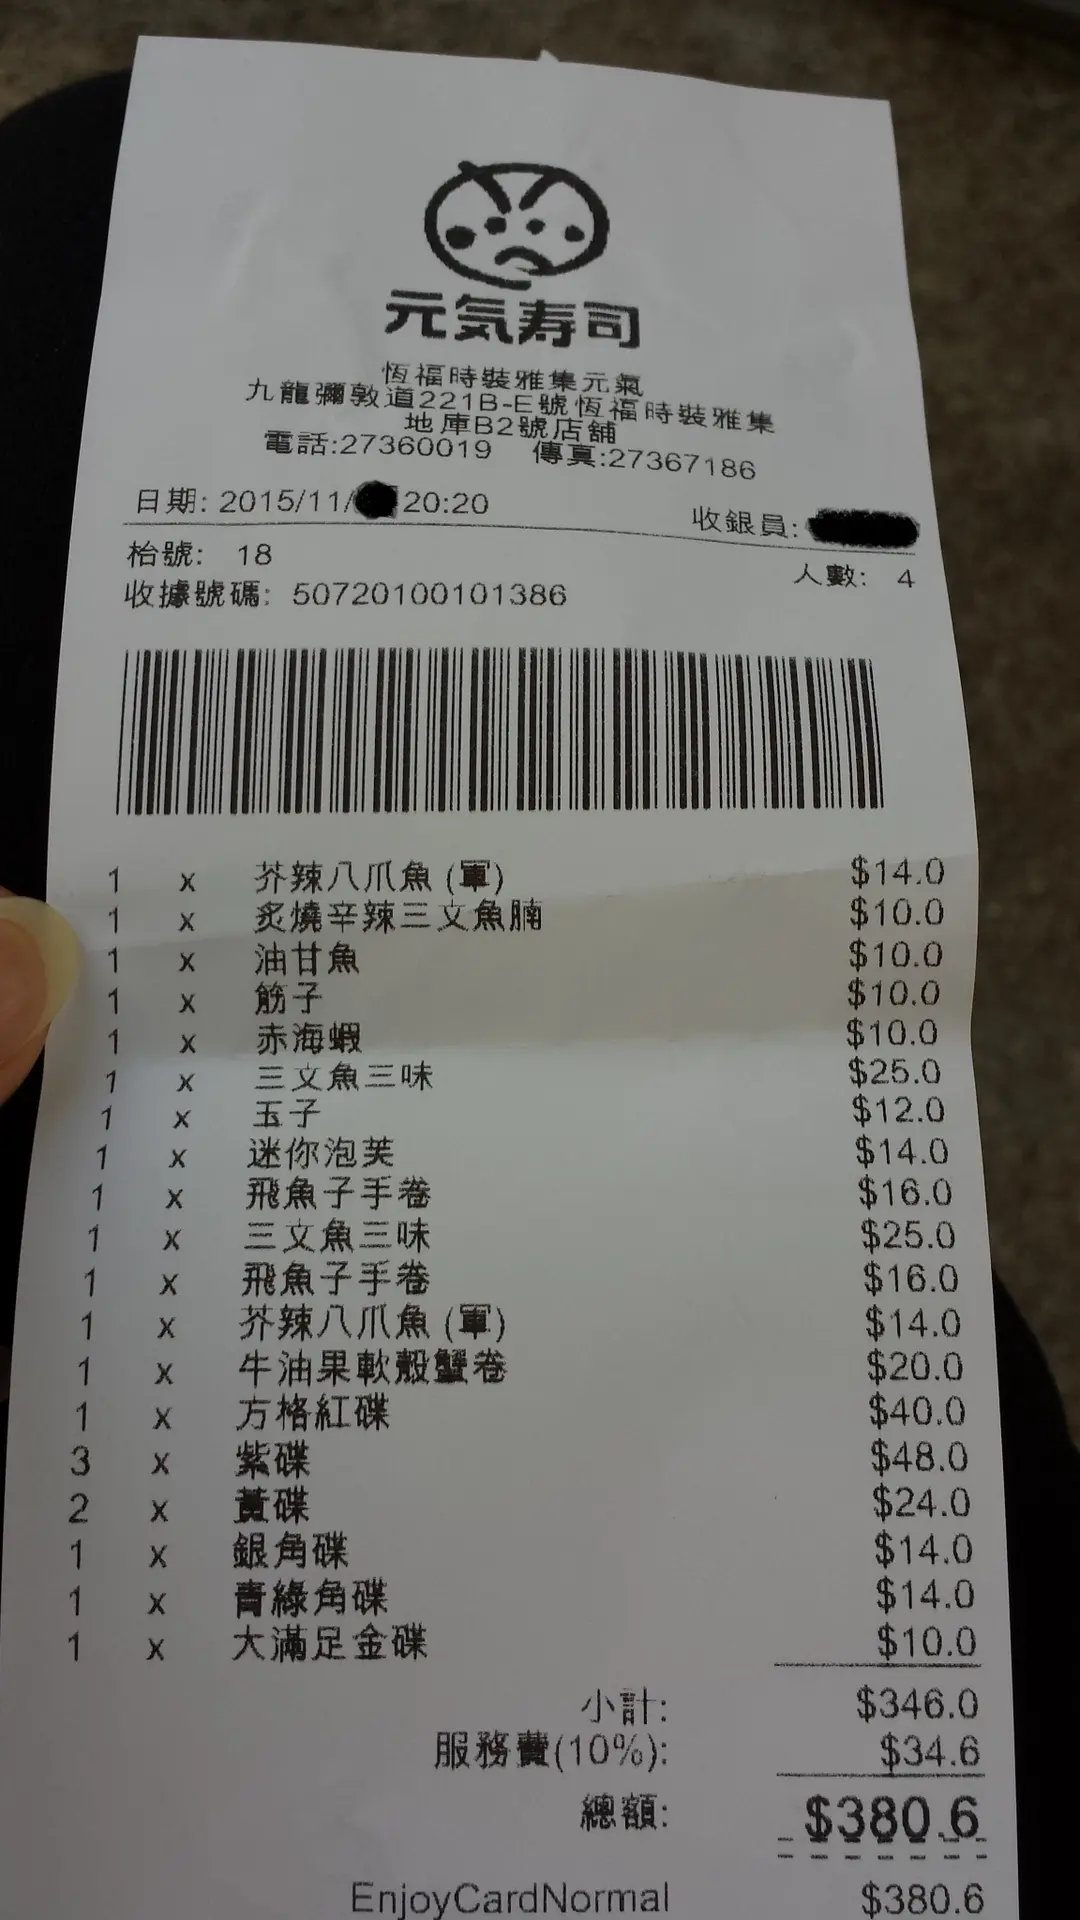 元気寿司
恆福時裝雅集元氣
九龍彌敦道221B-E號恆福時裝雅集
地庫B2號店舖
電話:27360019 傳真:27367186
日期: 2015/11/ 20:20 收銀員:
枱號: 18 人數: 4
收據號碼: 50720100101386
1 x 芥辣八爪魚 (軍) $14.0
1 x 炙燒辛辣三文魚腩 $10.0
1 x 油甘魚 $10.0
1 x 筋子 $10.0
1 x 赤海蝦 $10.0
1 x 三文魚三味 $25.0
1 x 玉子 $12.0
1 x 迷你泡芙 $14.0
1 x 飛魚子手卷 $16.0
1 x 三文魚三味 $25.0
1 x 飛魚子手卷 $16.0
1 x 芥辣八爪魚 (軍) $14.0
1 x 牛油果軟殼蟹卷 $20.0
1 x 方格紅碟 $40.0
3 x 紫碟 $48.0
2 x 黃碟 $24.0
1 x 銀角碟 $14.0
1 x 青綠角碟 $14.0
1 x 大滿足金碟 $10.0
小計: $346.0
服務費(10%): $34.6
總額: $380.6
EnjoyCardNormal $380.6